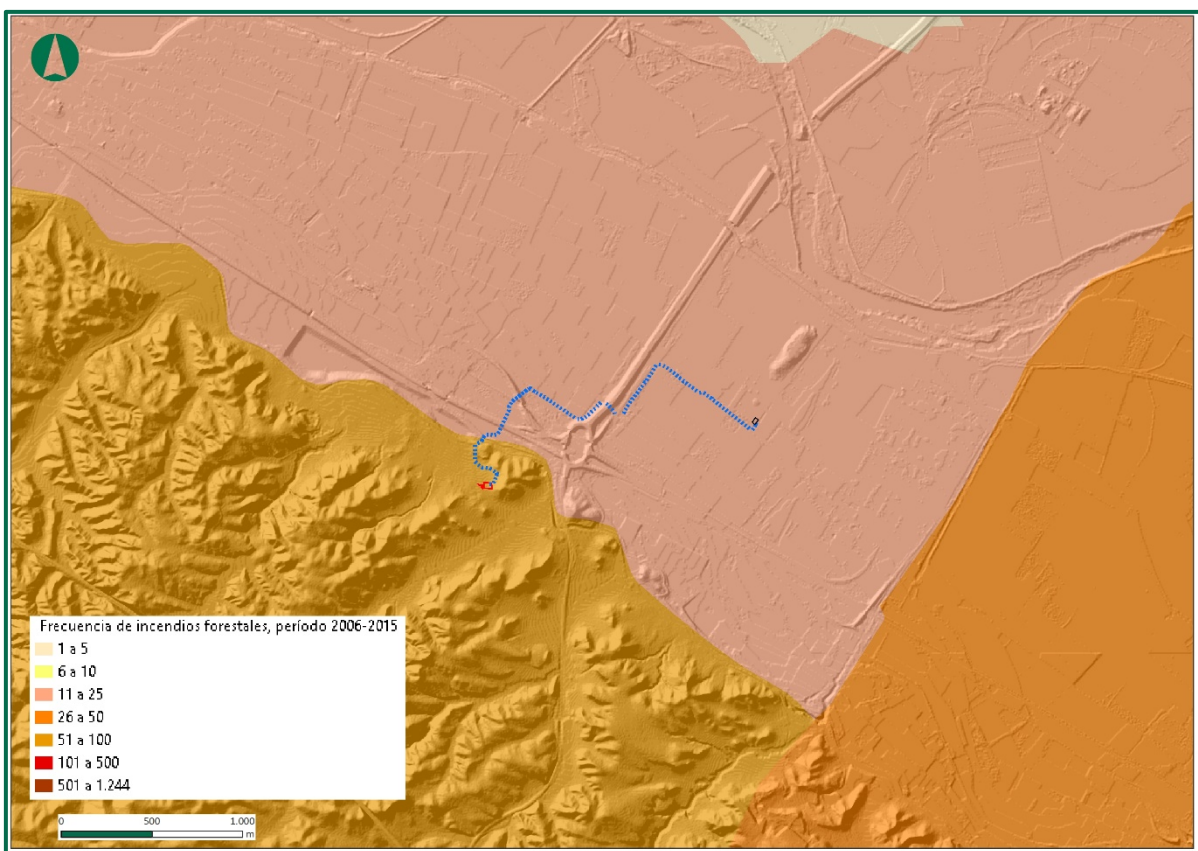 Frecuencia de incendios forestales, período 2006-2015
1 a 5
6 a 10
11 a 25
26 a 50
51 a 100
101 a 500
501 a 1.244
0 500 1.000
m